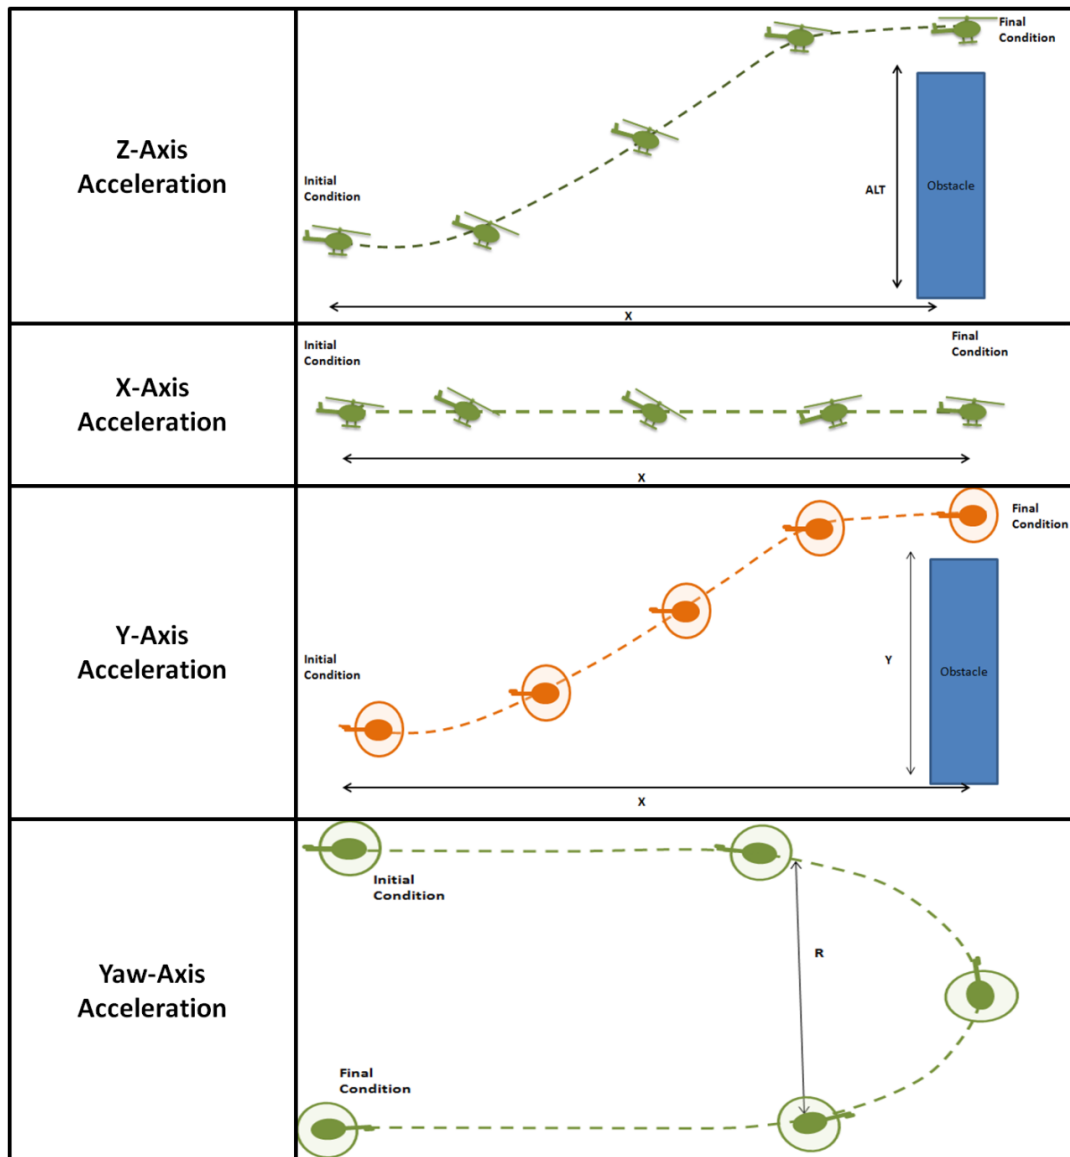 Z-Axis
Acceleration
Initial
Condition
Final
Condition
ALT
Obstacle
X
X-Axis
Acceleration
Initial
Condition
Final
Condition
X
Y-Axis
Acceleration
Initial
Condition
Final
Condition
Y
Obstacle
X
Yaw-Axis
Acceleration
Initial
Condition
R
Final
Condition